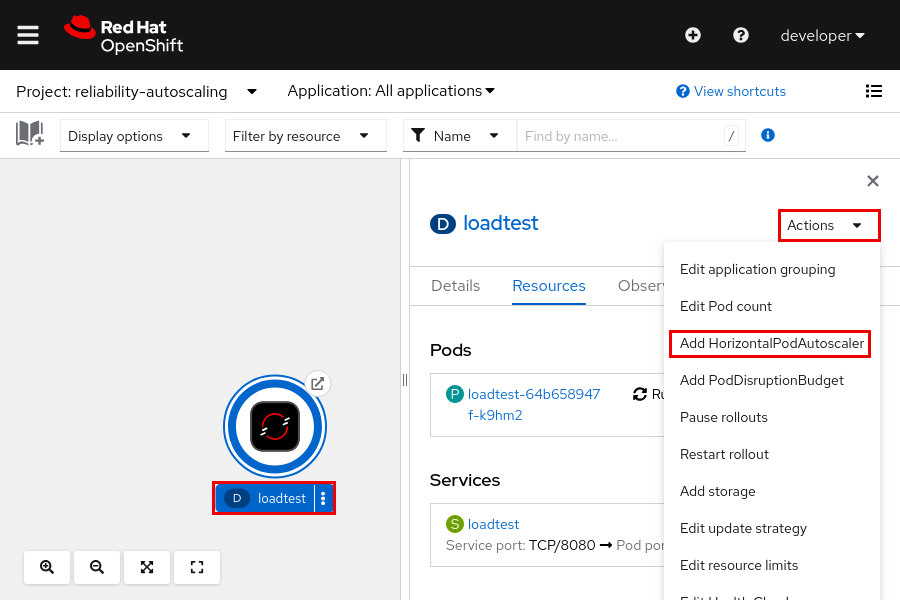 Red Hat
OpenShift
developer
Project: reliability-autoscaling
Application: All applications
View shortcuts
Display options
Filter by resource
Name
Find by name...
/
D loadtest
Actions
Details
Resources
Edit application grouping
Edit Pod count
Add HorizontalPodAutoscaler
Add PodDisruptionBudget
Pause rollouts
Restart rollout
Add storage
Edit update strategy
Edit resource limits
Pods
P loadtest-64b658947
f-k9hm2
Services
S loadtest
Service port: TCP/8080 → Pod
D loadtest